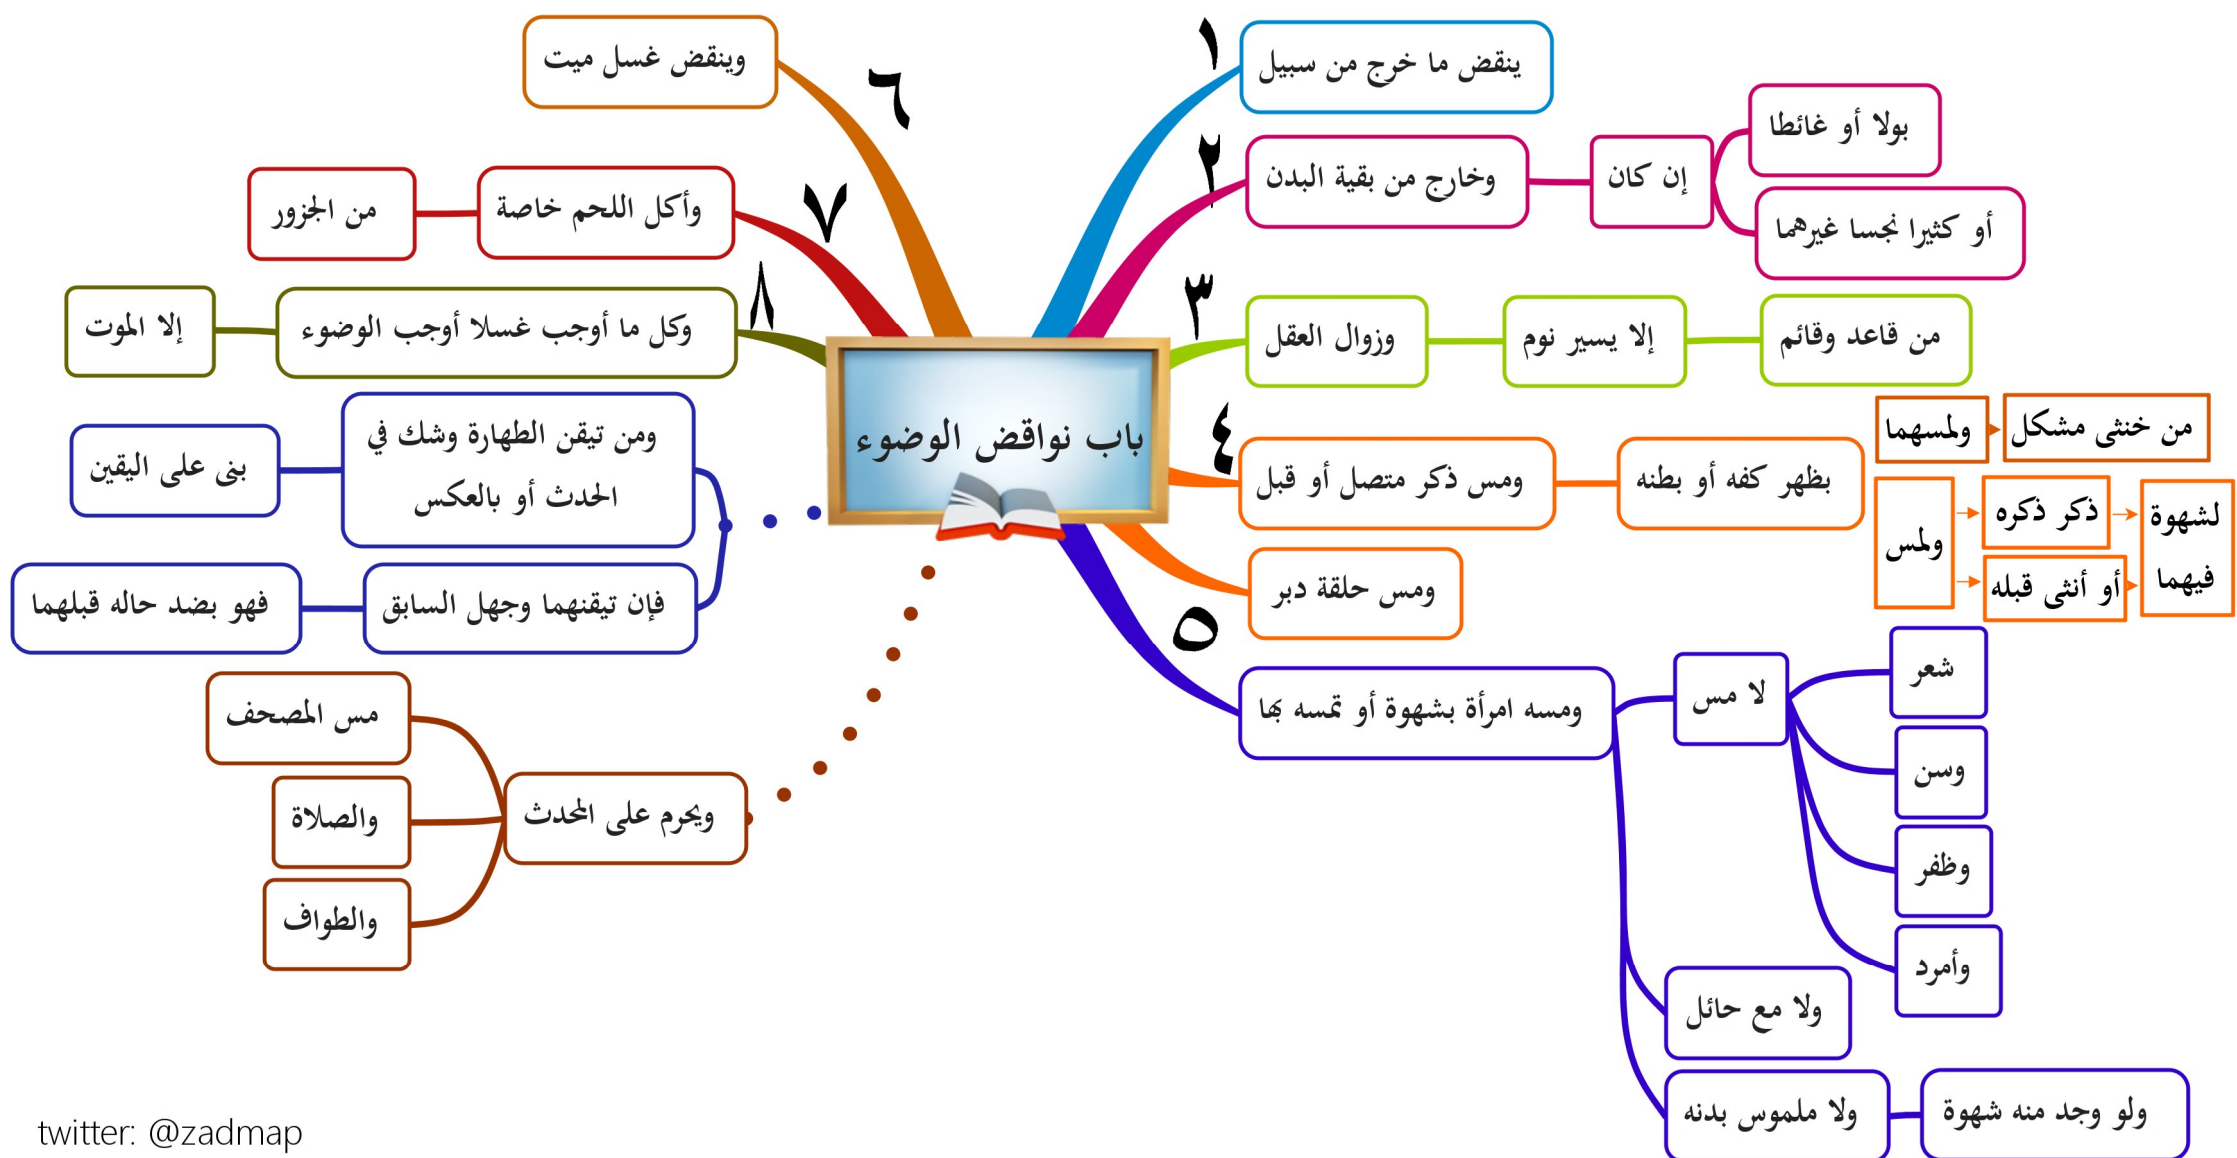 باب نواقض الوضوء
١
ينقض ما خرج من سبيل
٢
وخارج من بقية البدن
إن كان
بولا أو غائطا
أو كثيرا نجسا غيرهما
٣
وزوال العقل
إلا يسير نوم
من قاعد وقائم
٤
ومس ذكر متصل أو قبل
بظهر كفه أو بطنه
ولمسهما
من خنثى مشكل
ولمس
ذكر ذكره
أو أنثى قبله
لشهوة
فيهما
ومس حلقة دبر
٥
ومسه امرأة بشهوة أو تمسه بها
لا مس
شعر
وسن
وظفر
وأمرد
ولا مع حائل
ولا ملموس بدنه
ولو وجد منه شهوة
٦
وينقض غسل ميت
٧
وأكل اللحم خاصة
من الجزور
٨
وكل ما أوجب غسلا أوجب الوضوء
إلا الموت
ومن تيقن الطهارة وشك في
الحدث أو بالعكس
بنى على اليقين
فإن تيقنهما وجهل السابق
فهو بضد حاله قبلهما
ويحرم على المحدث
مس المصحف
والصلاة
والطواف
twitter: @zadmap